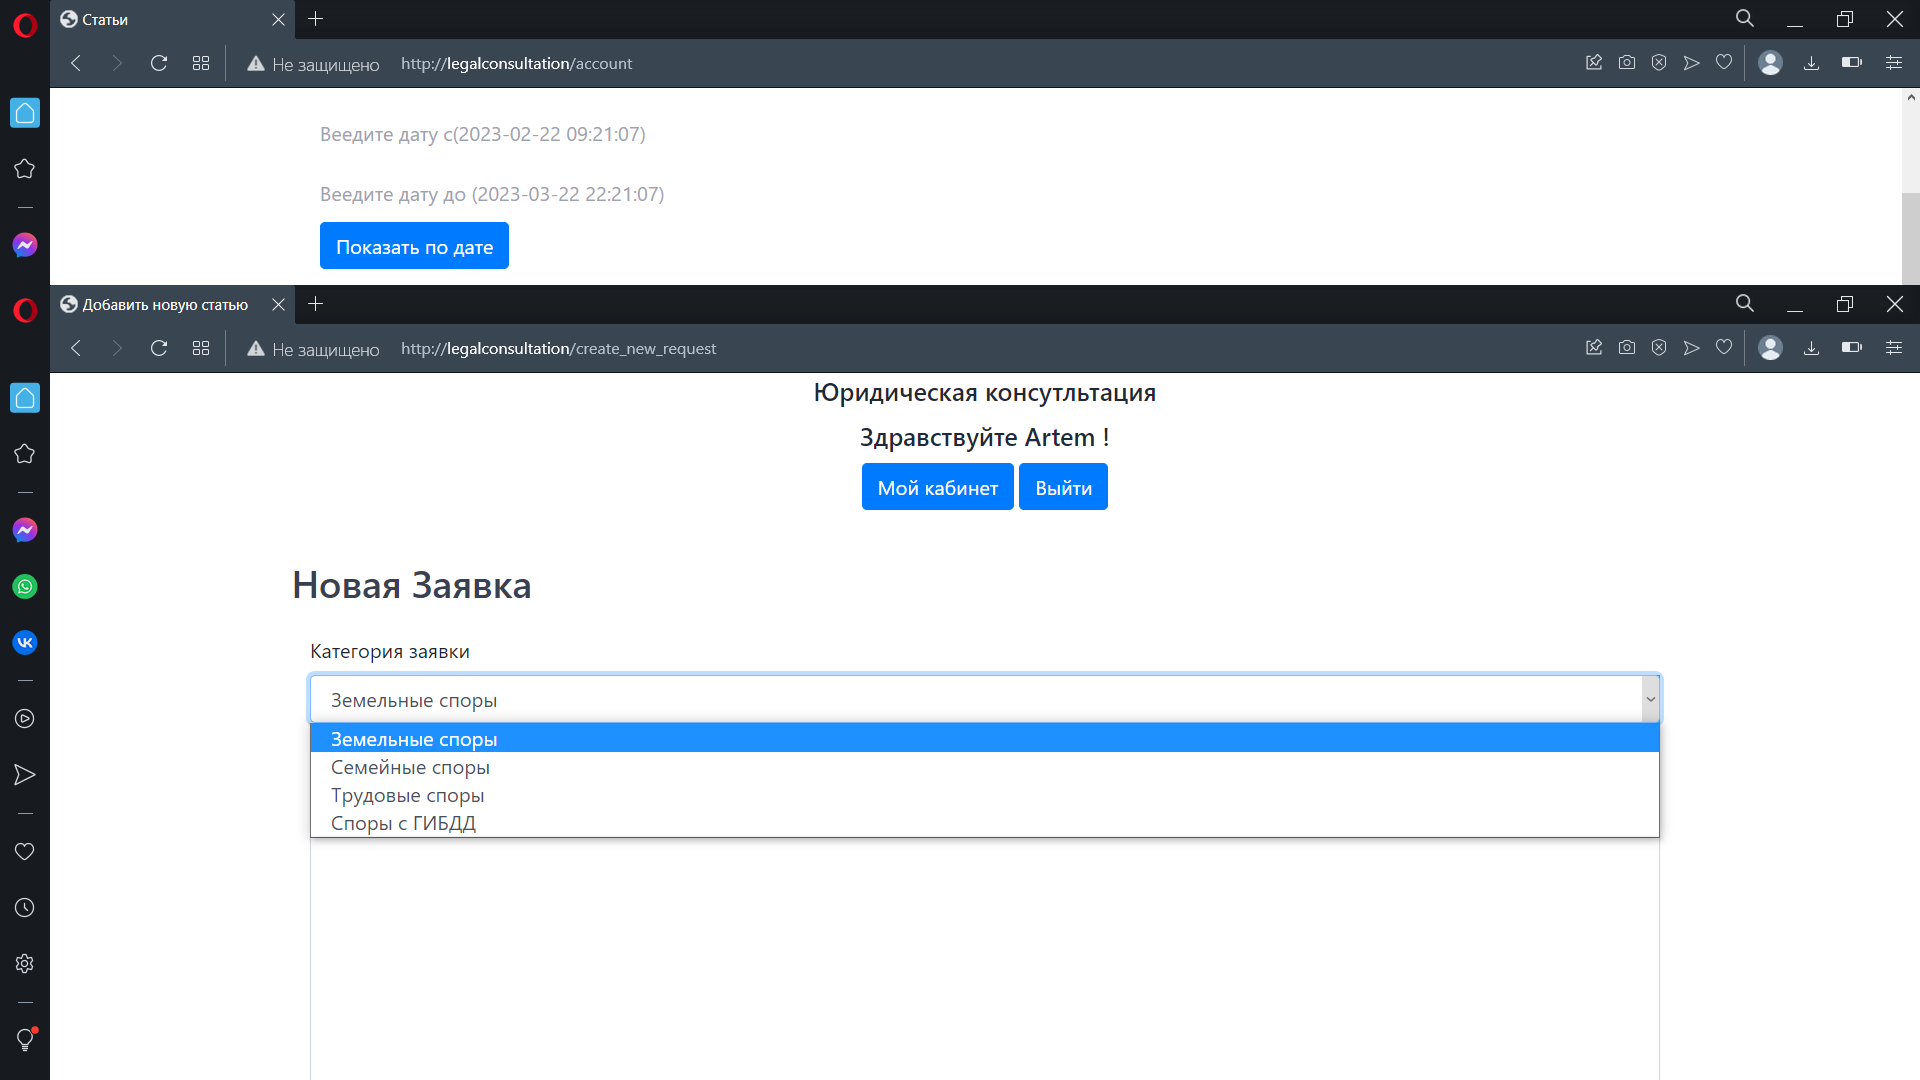 Статьи
Не защищено http://legalconsultation/account
Веедите дату с(2023-02-22 09:21:07)
Веедите дату до (2023-03-22 22:21:07)
Показать по дате
Добавить новую статью
Не защищено http://legalconsultation/create_new_request
Юридическая консутльтация
Здравствуйте Artem !
Мой кабинет Выйти
Новая Заявка
Категория заявки
Земельные споры
Земельные споры
Семейные споры
Трудовые споры
Споры с ГИБДД